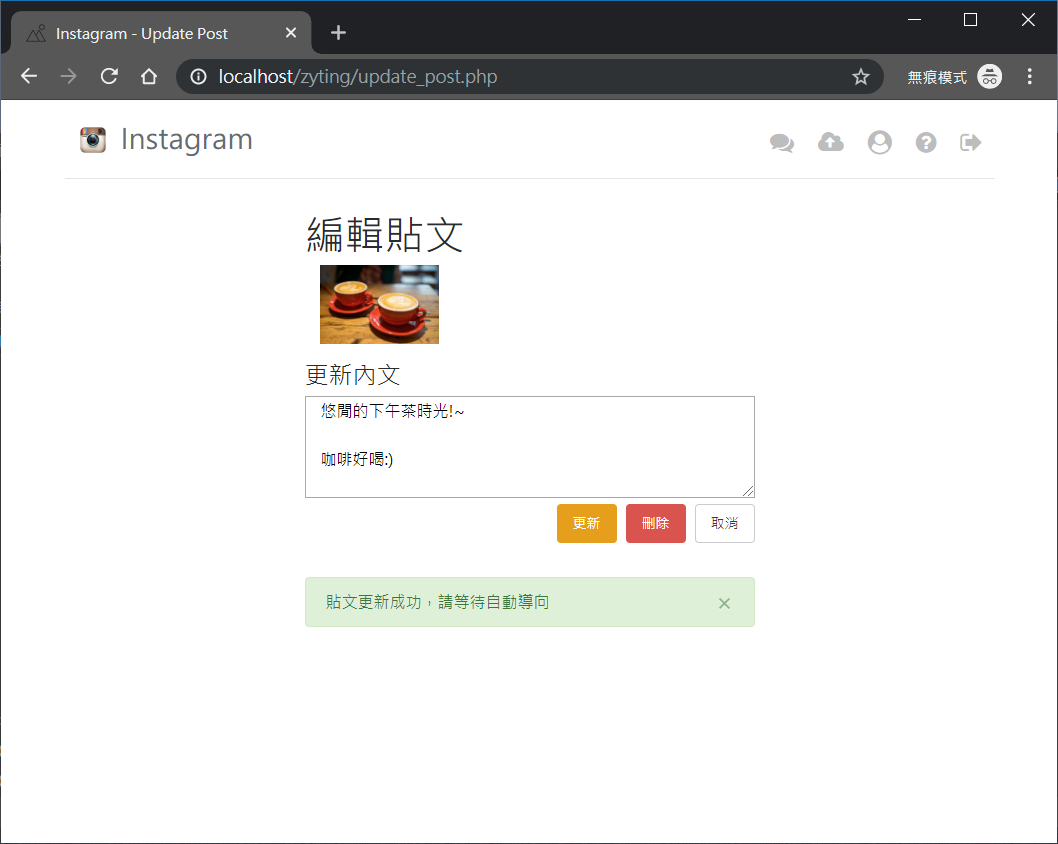 Instagram - Update Post
localhost/zyting/update_post.php
無痕模式
Instagram
編輯貼文
更新內文
悠閒的下午茶時光!~
咖啡好喝:)
更新 刪除 取消
貼文更新成功，請等待自動導向